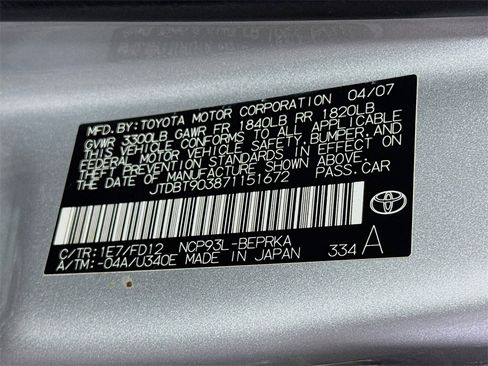 MFD.BY:TOYOTA MOTOR CORPORATION 04/07
GVWR 3300LB GAWR FR 1840LB RR 1820LB
THIS VEHICLE CONFORMS TO ALL APPLICABLE
FEDERAL MOTOR VEHICLE SAFETY,BUMPER,AND
THEFT PREVENTION STANDARDS IN EFFECT ON
THE DATE OF MANUFACTURE SHOWN ABOVE.
JTDBT903871151672 PASS.CAR
C/TR:1E7/FD12 NCP93L-BEPRKA
A/TM:-04A/U340E MADE IN JAPAN 334 A